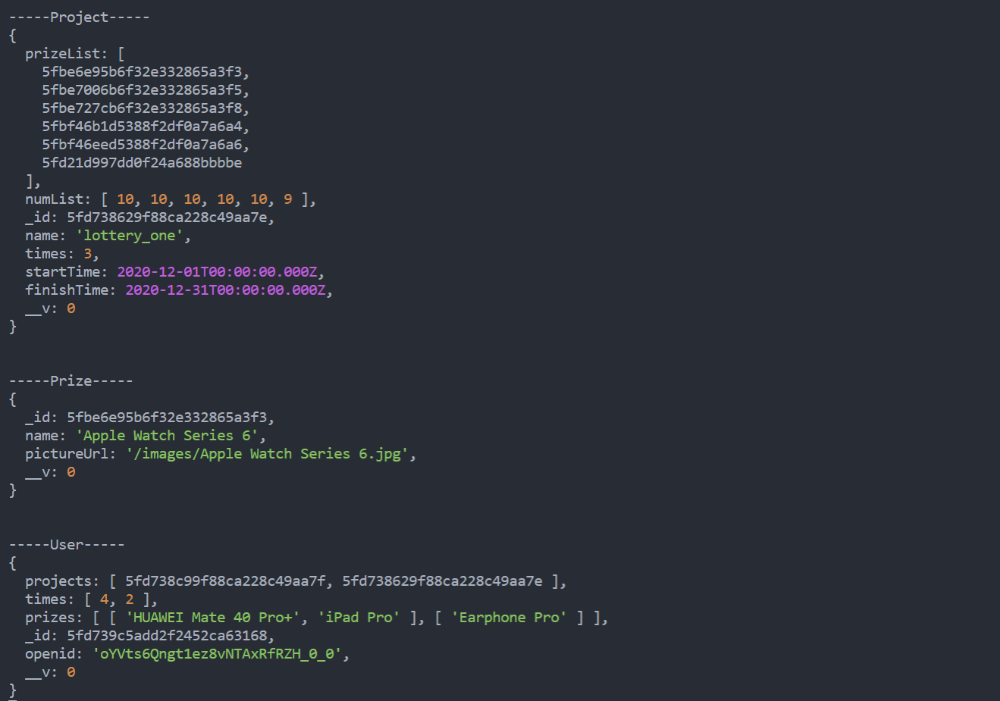 -----Project-----
{
  prizeList: [
    5fbe6e95b6f32e332865a3f3,
    5fbe7006b6f32e332865a3f5,
    5fbe727cb6f32e332865a3f8,
    5fbf46b1d5388f2df0a7a6a4,
    5fbf46eed5388f2df0a7a6a6,
    5fd21d997dd0f24a688bbbbe
  ],
  numList: [ 10, 10, 10, 10, 10, 9 ],
  _id: 5fd738629f88ca228c49aa7e,
  name: 'lottery_one',
  times: 3,
  startTime: 2020-12-01T00:00:00.000Z,
  finishTime: 2020-12-31T00:00:00.000Z,
  __v: 0
}
-----Prize-----
{
  _id: 5fbe6e95b6f32e332865a3f3,
  name: 'Apple Watch Series 6',
  pictureUrl: '/images/Apple Watch Series 6.jpg',
  __v: 0
}
-----User-----
{
  projects: [ 5fd738c99f88ca228c49aa7f, 5fd738629f88ca228c49aa7e ],
  times: [ 4, 2 ],
  prizes: [ [ 'HUAWEI Mate 40 Pro+', 'iPad Pro' ], [ 'Earphone Pro' ] ],
  _id: 5fd739c5add2f2452ca63168,
  openid: 'oYVts6Qngt1ez8vNTAxRfRZH_0_0',
  __v: 0
}